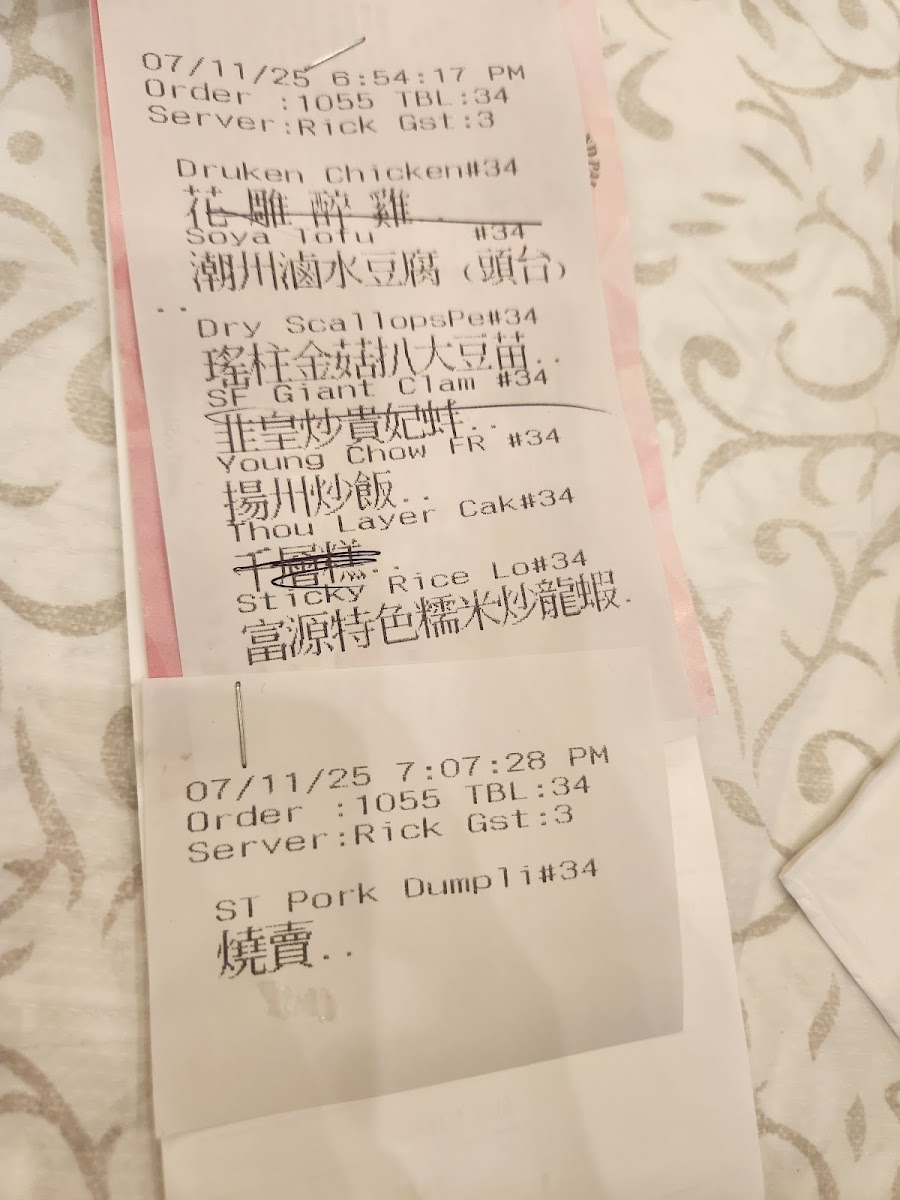 07/11/25 6:54:17 PM
Order :1055 TBL:34
Server:Rick Gst:3
Druken Chicken#34
花 雕 醉 雞 .
Soya Tofu #34
潮州滷水豆腐（頭台）
..
Dry ScallopsPe#34
瑤柱金菇扒大豆苗..
SF Giant Clam #34
韭皇炒貴妃蚌..
Young Chow FR #34
揚州炒飯..
Thou Layer Cak#34
千層糕..
Sticky Rice Lo#34
富源特色糯米炒龍蝦.
07/11/25 7:07:28 PM
Order :1055 TBL:34
Server:Rick Gst:3
ST Pork Dumpli#34
燒賣..